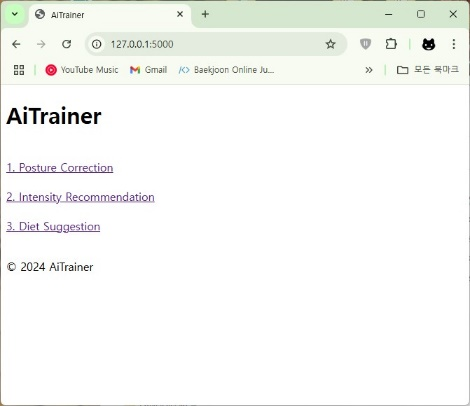 AiTrainer
127.0.0.1:5000
YouTube Music
Gmail
Baekjoon Online Ju...
모든 북마크
AiTrainer
1. Posture Correction
2. Intensity Recommendation
3. Diet Suggestion
© 2024 AiTrainer